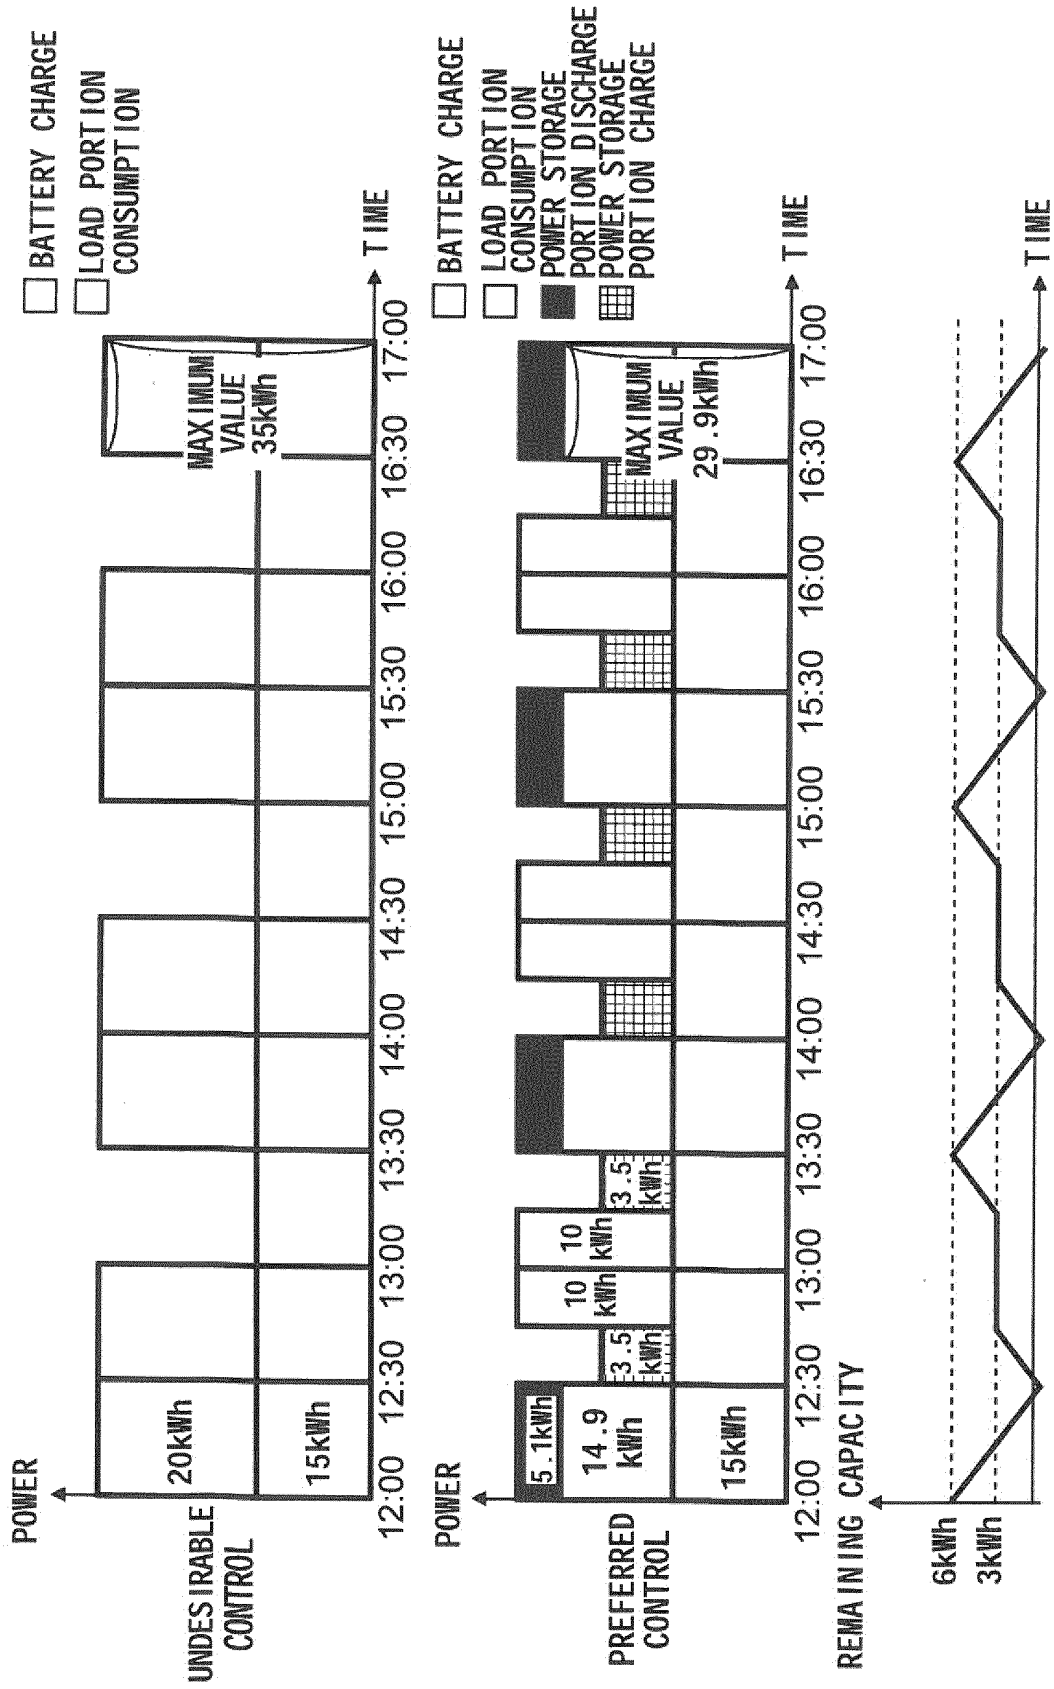 POWER
BATTERY CHARGE
LOAD PORTION
CONSUMPTION
UNDESIRABLE
CONTROL
20kWh
15kWh
MAXIMUM
VALUE
35kWh
12:00 12:30 13:00 13:30 14:00 14:30 15:00 15:30 16:00 16:30 17:00
TIME
POWER
BATTERY CHARGE
LOAD PORTION
CONSUMPTION
POWER STORAGE
PORTION DISCHARGE
POWER STORAGE
PORTION CHARGE
PREFERRED
CONTROL
5.1kWh
14.9
kWh
15kWh
3.5
kWh
10
kWh
10
kWh
3.5
kWh
MAXIMUM
VALUE
29.9kWh
12:00 12:30 13:00 13:30 14:00 14:30 15:00 15:30 16:00 16:30 17:00
TIME
REMAINING CAPACITY
6kWh
3kWh
TIME